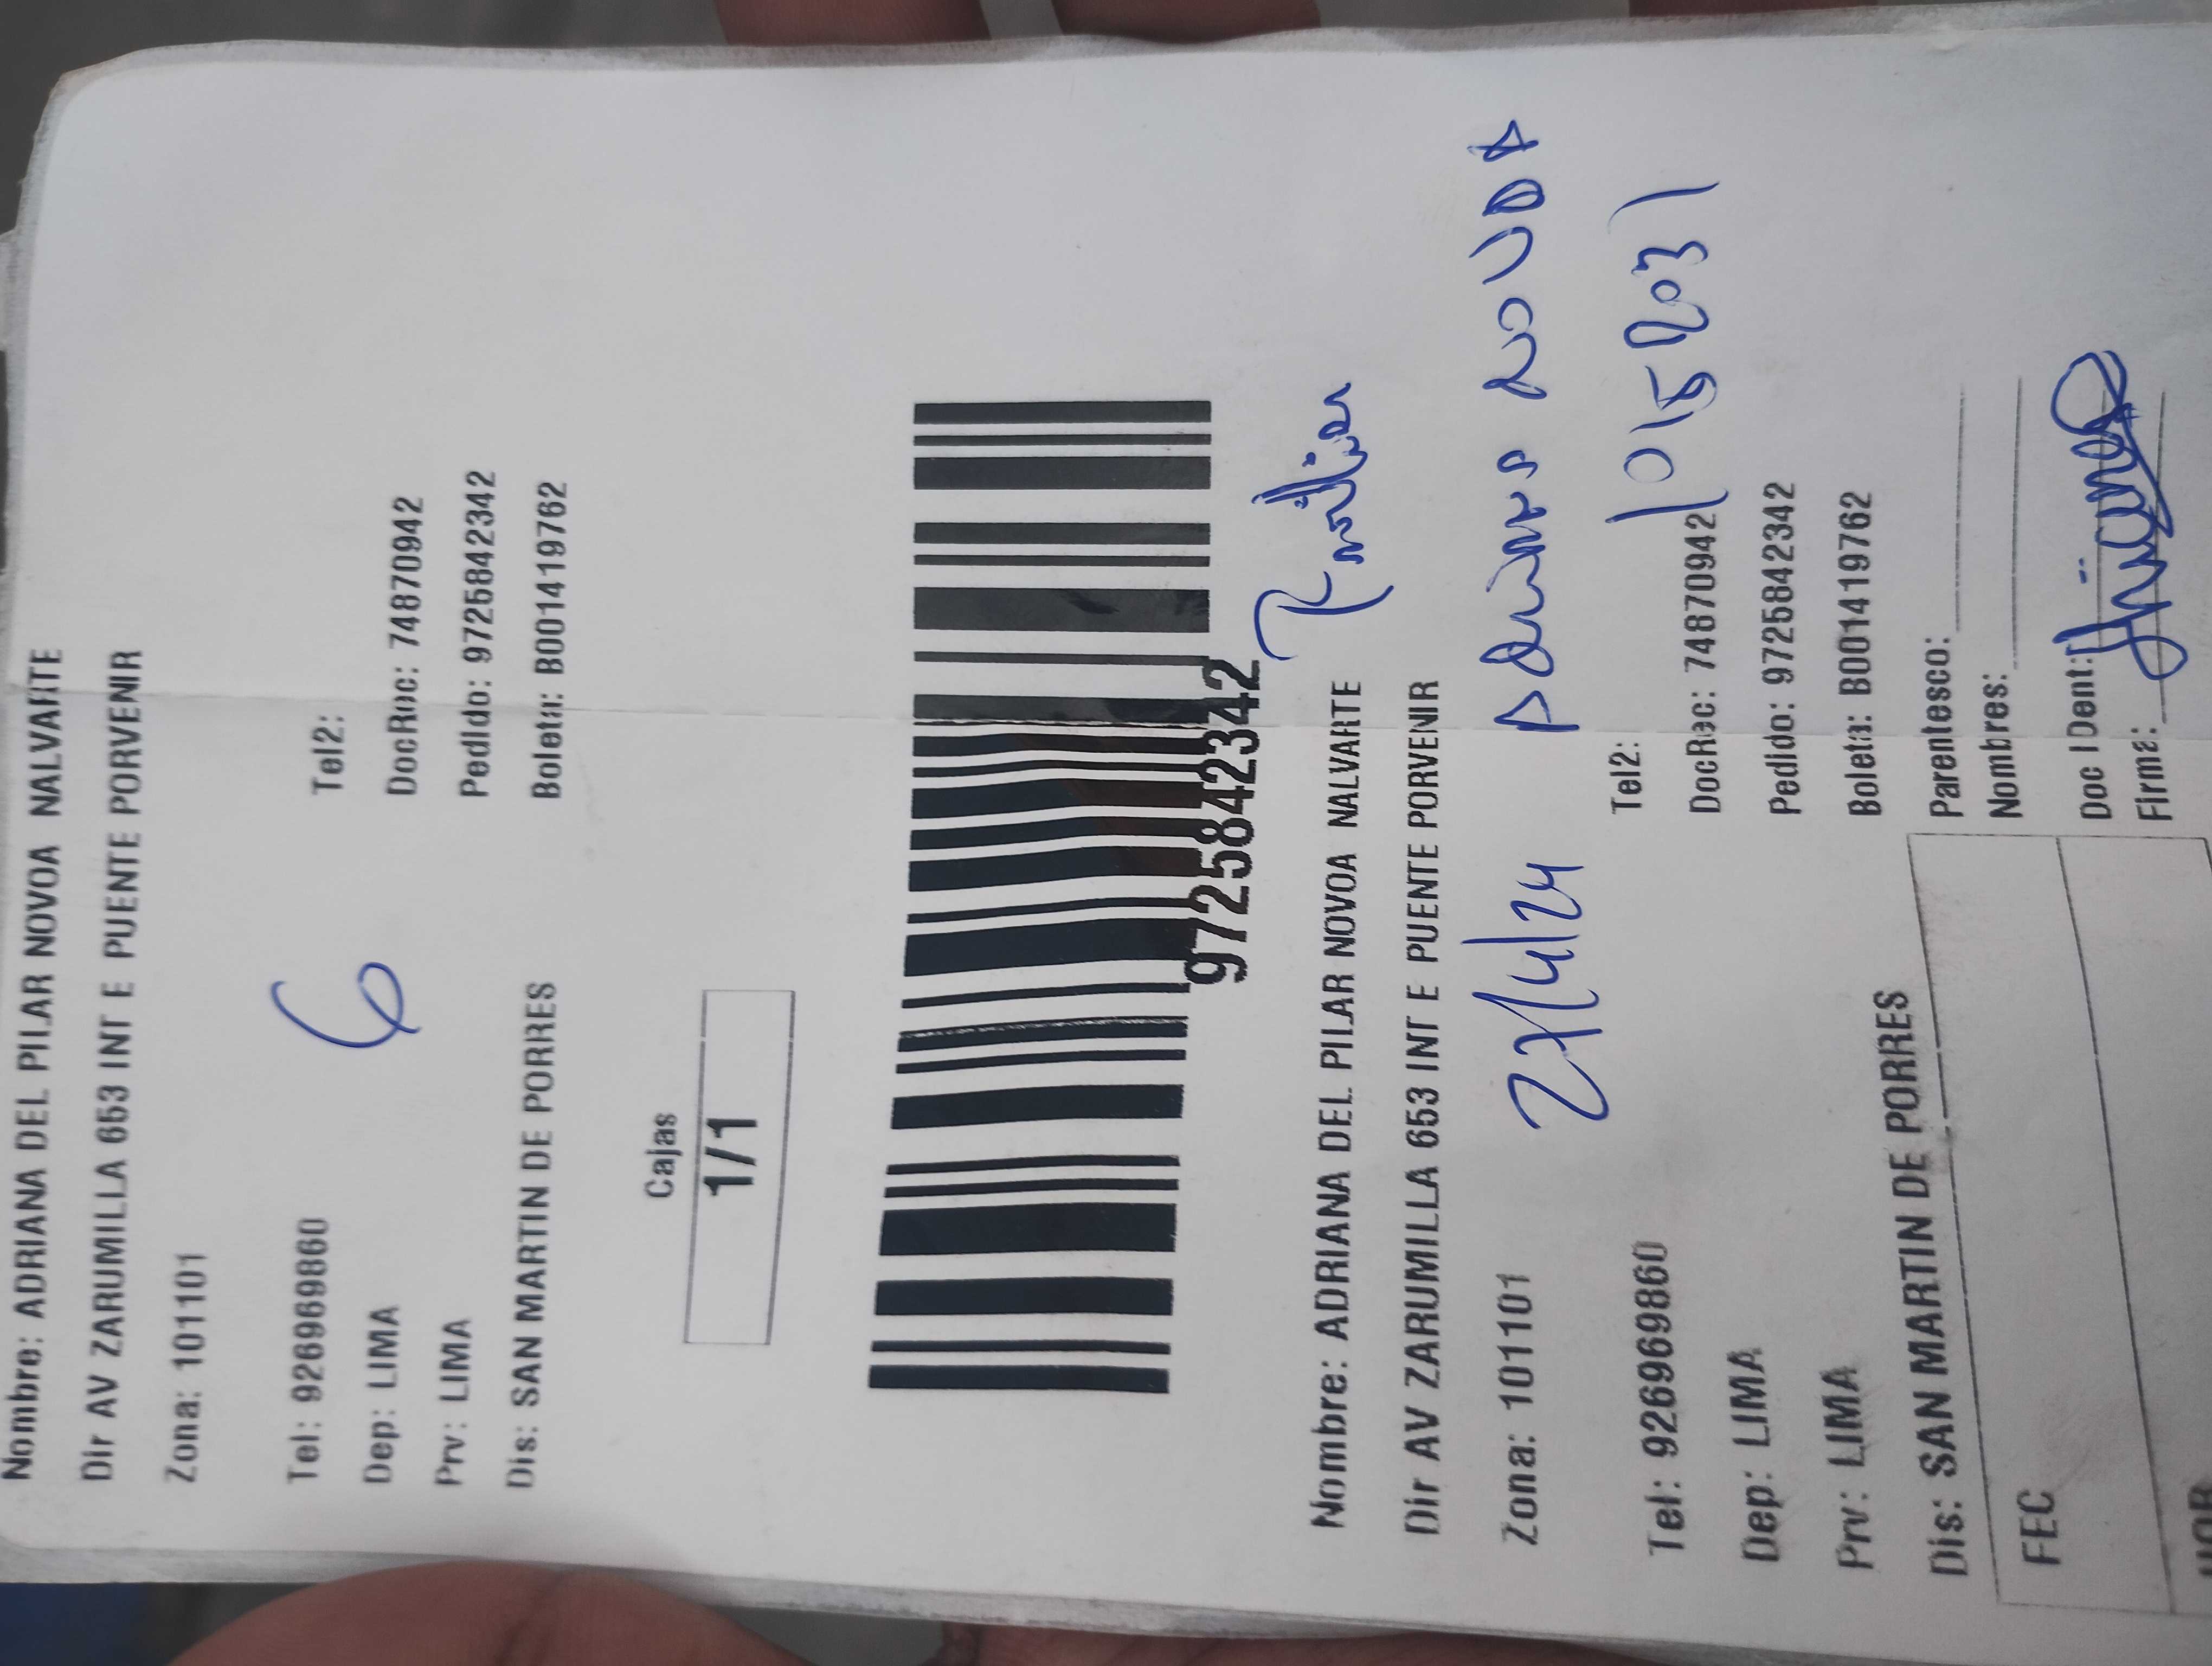 Nombre: ADRIANA DEL PILAR NOVOA NALVARTE
Dir AV ZARUMILLA 653 INT E PUENTE PORVENIR
Zona: 101101
6
Tel: 926969860 Tel2:
Dep: LIMA DocRec: 74870942
Prv: LIMA Pedido: 9725842342
Dis: SAN MARTIN DE PORRES Boleta: B001419762
Cajas
1/1
9725842342
Nombre: ADRIANA DEL PILAR NOVOA NALVARTE
Dir AV ZARUMILLA 653 INT E PUENTE PORVENIR
Zona: 101101 27/4/24
Tel: 926969860 Tel2:
Dep: LIMA DocRec: 74870942
Prv: LIMA Pedido: 9725842342
Dis: SAN MARTIN DE PORRES Boleta: B001419762
Parentesco:
Nombres:
Doc IDent:
Firma:
FEC
HOR